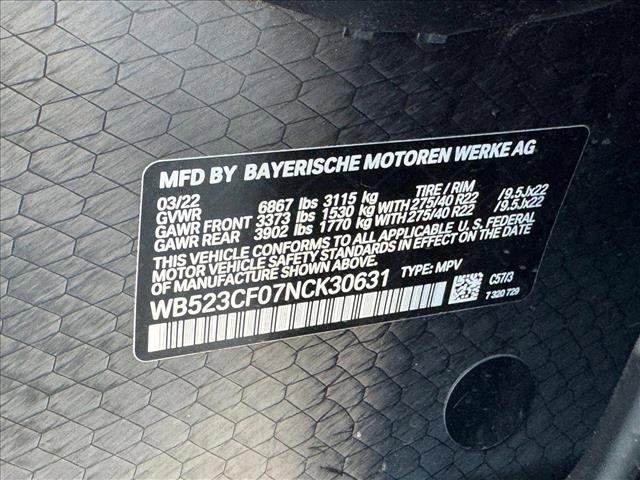 MFD BY BAYERISCHE MOTOREN WERKE AG
03/22 6867 lbs 3115 kg TIRE / RIM
GVWR
GAWR FRONT 3373 lbs 1530 kg WITH 275/40 R22 /9.5Jx22
GAWR REAR 3902 lbs 1770 kg WITH 275/40 R22 /9.5Jx22
THIS VEHICLE CONFORMS TO ALL APPLICABLE U.S. FEDERAL
MOTOR VEHICLE SAFETY STANDARDS IN EFFECT ON THE DATE
OF MANUFACTURE SHOWN ABOVE.
WB523CF07NCK30631 TYPE: MPV
C57/3
7 320 729